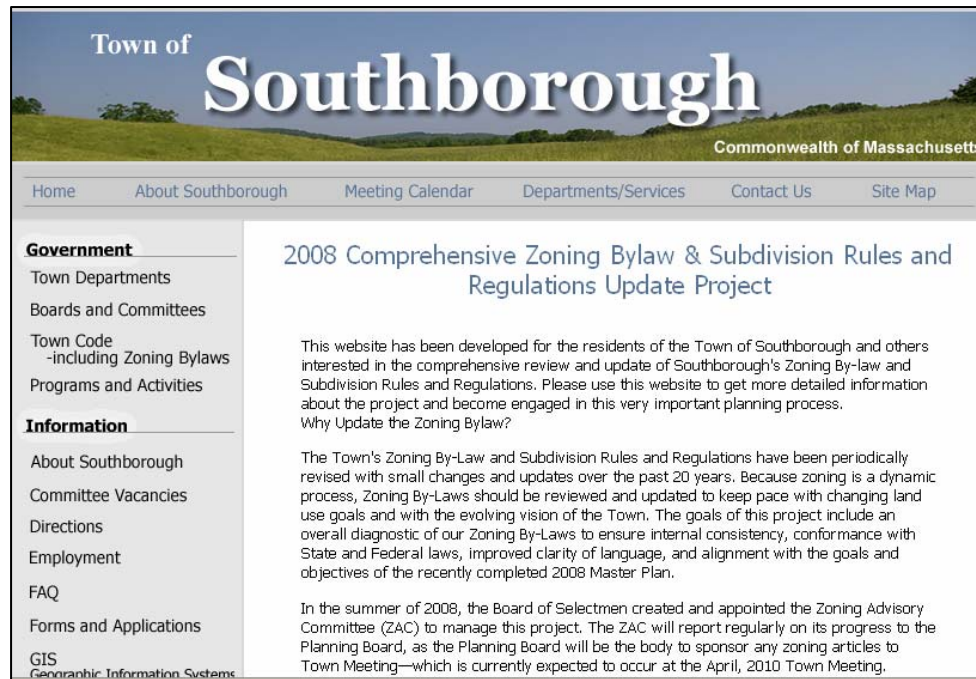 Town of
Southborough
Commonwealth of Massachusetts
Home About Southborough Meeting Calendar Departments/Services Contact Us Site Map
Government
Town Departments
Boards and Committees
Town Code
-including Zoning Bylaws
Programs and Activities
Information
About Southborough
Committee Vacancies
Directions
Employment
FAQ
Forms and Applications
GIS
Geographic Information Systems
2008 Comprehensive Zoning Bylaw & Subdivision Rules and
Regulations Update Project
This website has been developed for the residents of the Town of Southborough and others
interested in the comprehensive review and update of Southborough's Zoning By-law and
Subdivision Rules and Regulations. Please use this website to get more detailed information
about the project and become engaged in this very important planning process.
Why Update the Zoning Bylaw?
The Town's Zoning By-Law and Subdivision Rules and Regulations have been periodically
revised with small changes and updates over the past 20 years. Because zoning is a dynamic
process, Zoning By-Laws should be reviewed and updated to keep pace with changing land
use goals and with the evolving vision of the Town. The goals of this project include an
overall diagnostic of our Zoning By-Laws to ensure internal consistency, conformance with
State and Federal laws, improved clarity of language, and alignment with the goals and
objectives of the recently completed 2008 Master Plan.
In the summer of 2008, the Board of Selectmen created and appointed the Zoning Advisory
Committee (ZAC) to manage this project. The ZAC will report regularly on its progress to the
Planning Board, as the Planning Board will be the body to sponsor any zoning articles to
Town Meeting—which is currently expected to occur at the April, 2010 Town Meeting.